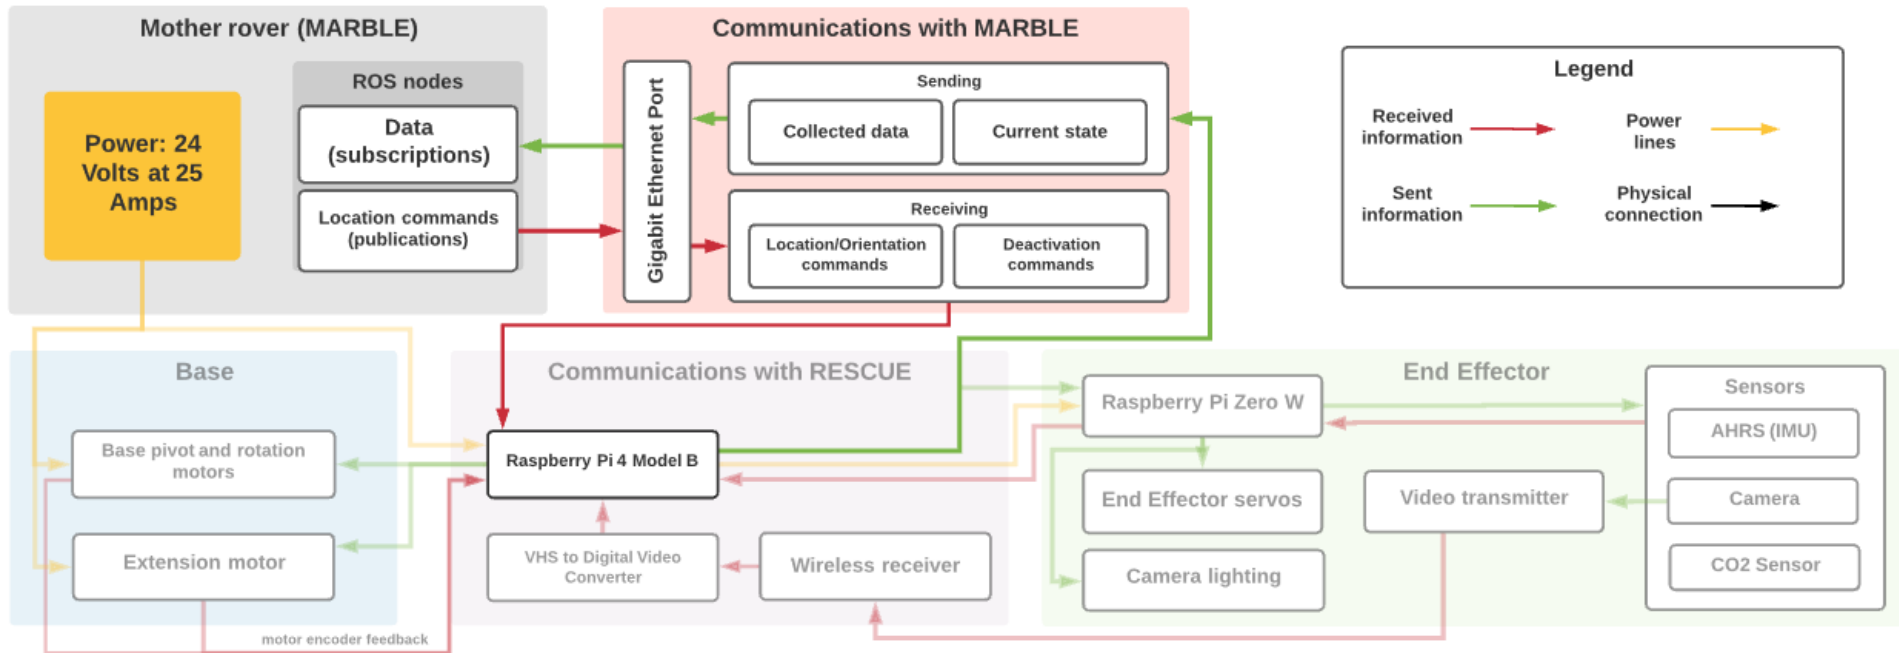 Mother rover (MARBLE)
Power: 24
Volts at 25
Amps
ROS nodes
Data
(subscriptions)
Location commands
(publications)
Communications with MARBLE
Gigabit Ethernet Port
Sending
Collected data
Current state
Receiving
Location/Orientation
commands
Deactivation
commands
Legend
Received
information
Power
lines
Sent
information
Physical
connection
Base
Base pivot and rotation
motors
Extension motor
motor encoder feedback
Communications with RESCUE
Raspberry Pi 4 Model B
VHS to Digital Video
Converter
Wireless receiver
End Effector
Raspberry Pi Zero W
End Effector servos
Camera lighting
Video transmitter
Sensors
AHRS (IMU)
Camera
CO2 Sensor